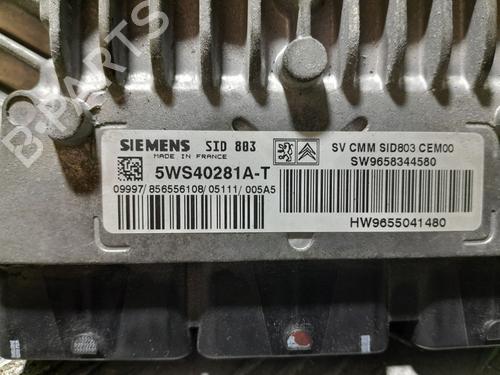 B-PARTS
SIEMENS SID 803
MADE IN FRANCE
5WS40281A-T
09997/856556108/05111/005A5
SV CMM SID803 CEM00
SW9658344580
HW9655041480